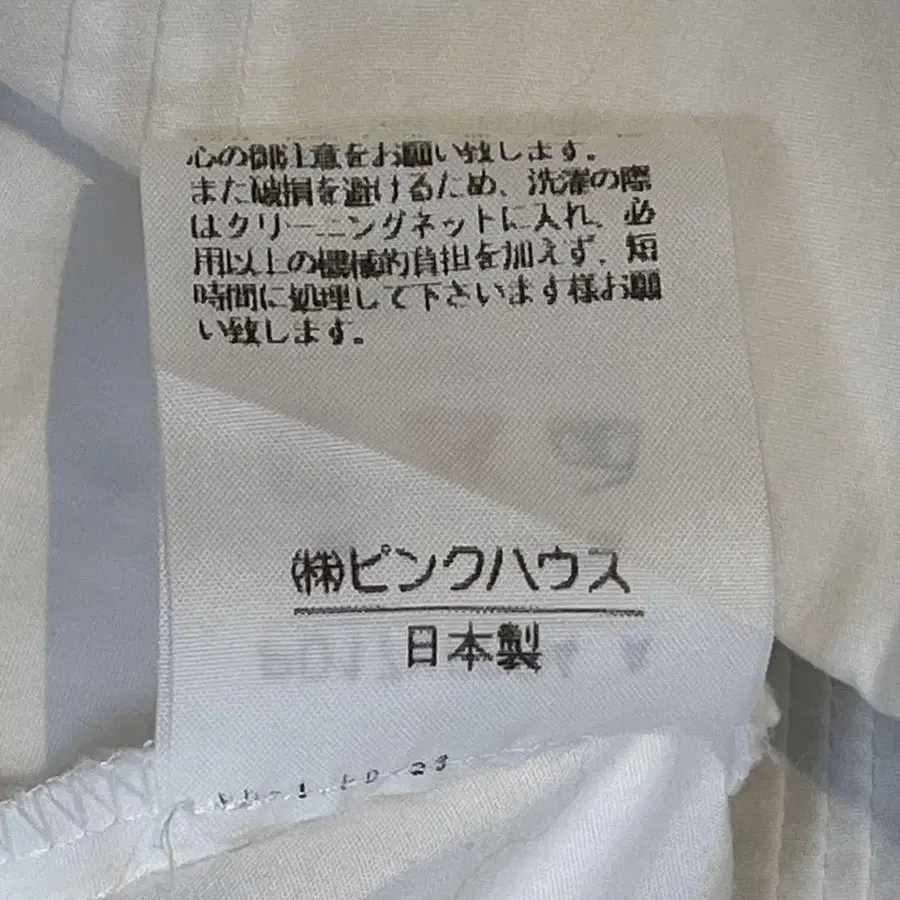 心の御注意をお願い致します。
また破損を避けるため、洗濯の際
はクリーニングネットに入れ、必
用以上の機械的負担を加えず、短
時間に処理して下さいます様お願
い致します。
(株)ピンクハウス
日本製